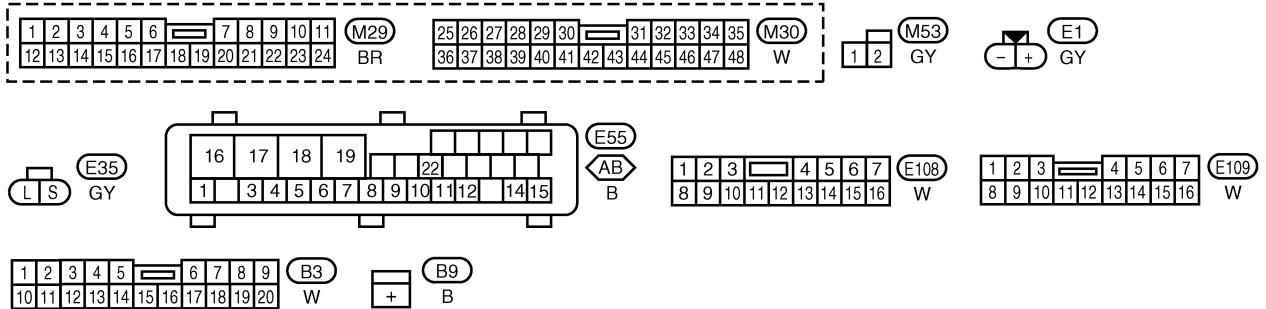 1 2 3 4 5 6 7 8 9 10 11 M29
12 13 14 15 16 17 18 19 20 21 22 23 24 BR
25 26 27 28 29 30 31 32 33 34 35 M30
36 37 38 39 40 41 42 43 44 45 46 47 48 W
M53
1 2 GY
E1
- + GY
E35
L S GY
E55
16 17 18 19
22 AB
1 3 4 5 6 7 8 9 10 11 12 14 15 B
1 2 3 4 5 6 7 E108
8 9 10 11 12 13 14 15 16 W
1 2 3 4 5 6 7 E109
8 9 10 11 12 13 14 15 16 W
1 2 3 4 5 6 7 8 9 B3
10 11 12 13 14 15 16 17 18 19 20 W
B9
+ B